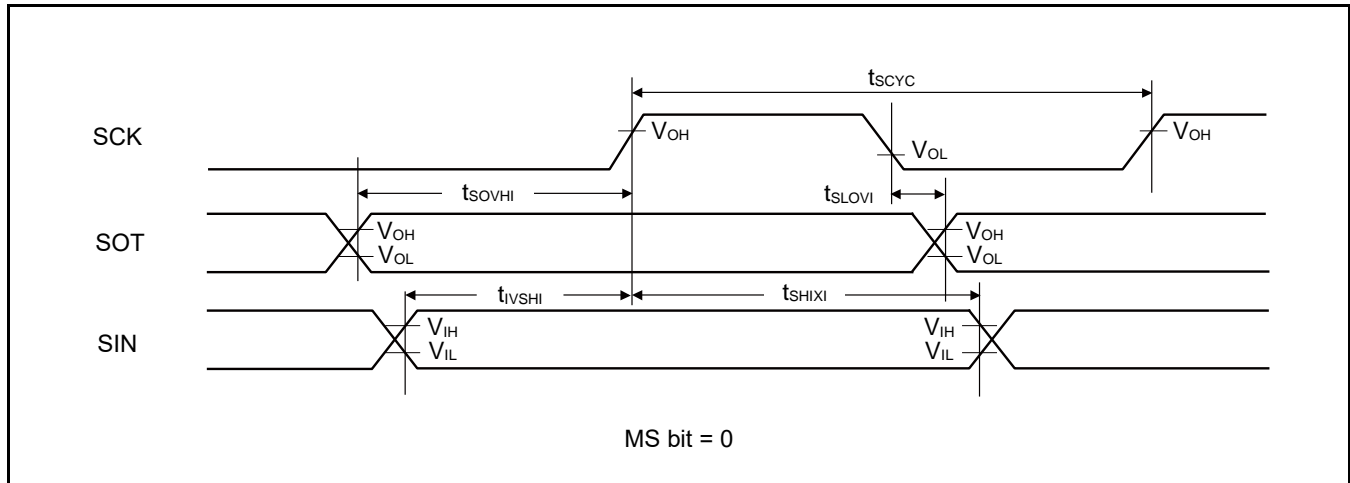 tSCYC
SCK
VOH
VOL
VOH
tSOVHI
tSLOVI
SOT
VOH
VOL
VOH
VOL
tIVSHI
tSHIXI
SIN
VIH
VIL
VIH
VIL
MS bit = 0